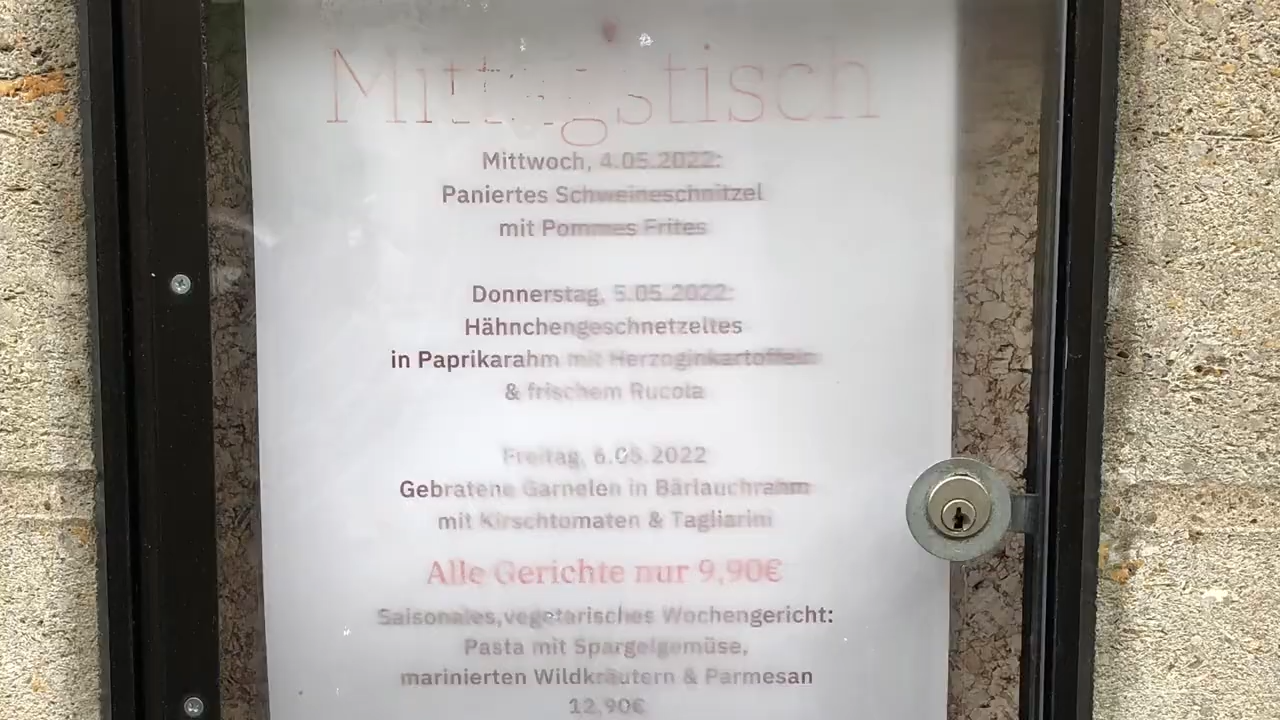 Mittagstisch
Mittwoch, 4.05.2022:
Paniertes Schweineschnitzel
mit Pommes Frites
Donnerstag, 5.05.2022:
Hähnchengeschnetzeltes
in Paprikarahm mit Herzoginkartoffeln
& frischem Rucola
Freitag, 6.05.2022
Gebratene Garnelen in Bärlauchrahm
mit Kirschtomaten & Tagliarini
Alle Gerichte nur 9,90€
Saisonales,vegetarisches Wochengericht:
Pasta mit Spargelgemüse,
marinierten Wildkräutern & Parmesan
12,90€